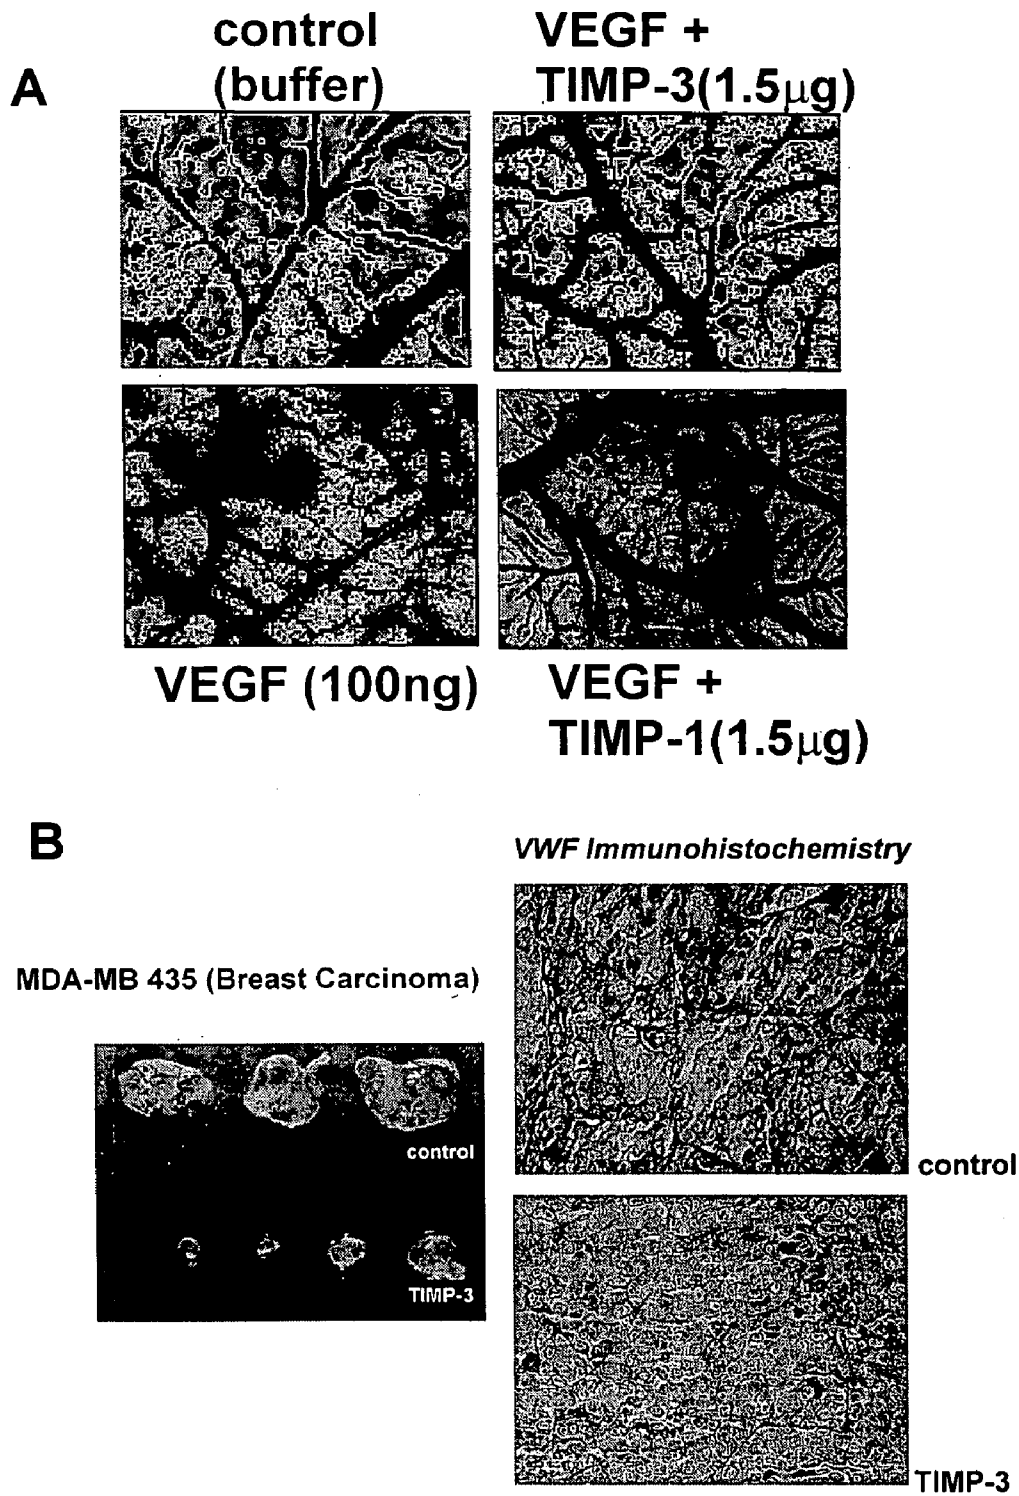 A
control
(buffer)
VEGF +
TIMP-3(1.5μg)
VEGF (100ng)
VEGF +
TIMP-1(1.5μg)
B
MDA-MB 435 (Breast Carcinoma)
control
TIMP-3
VWF Immunohistochemistry
control
TIMP-3